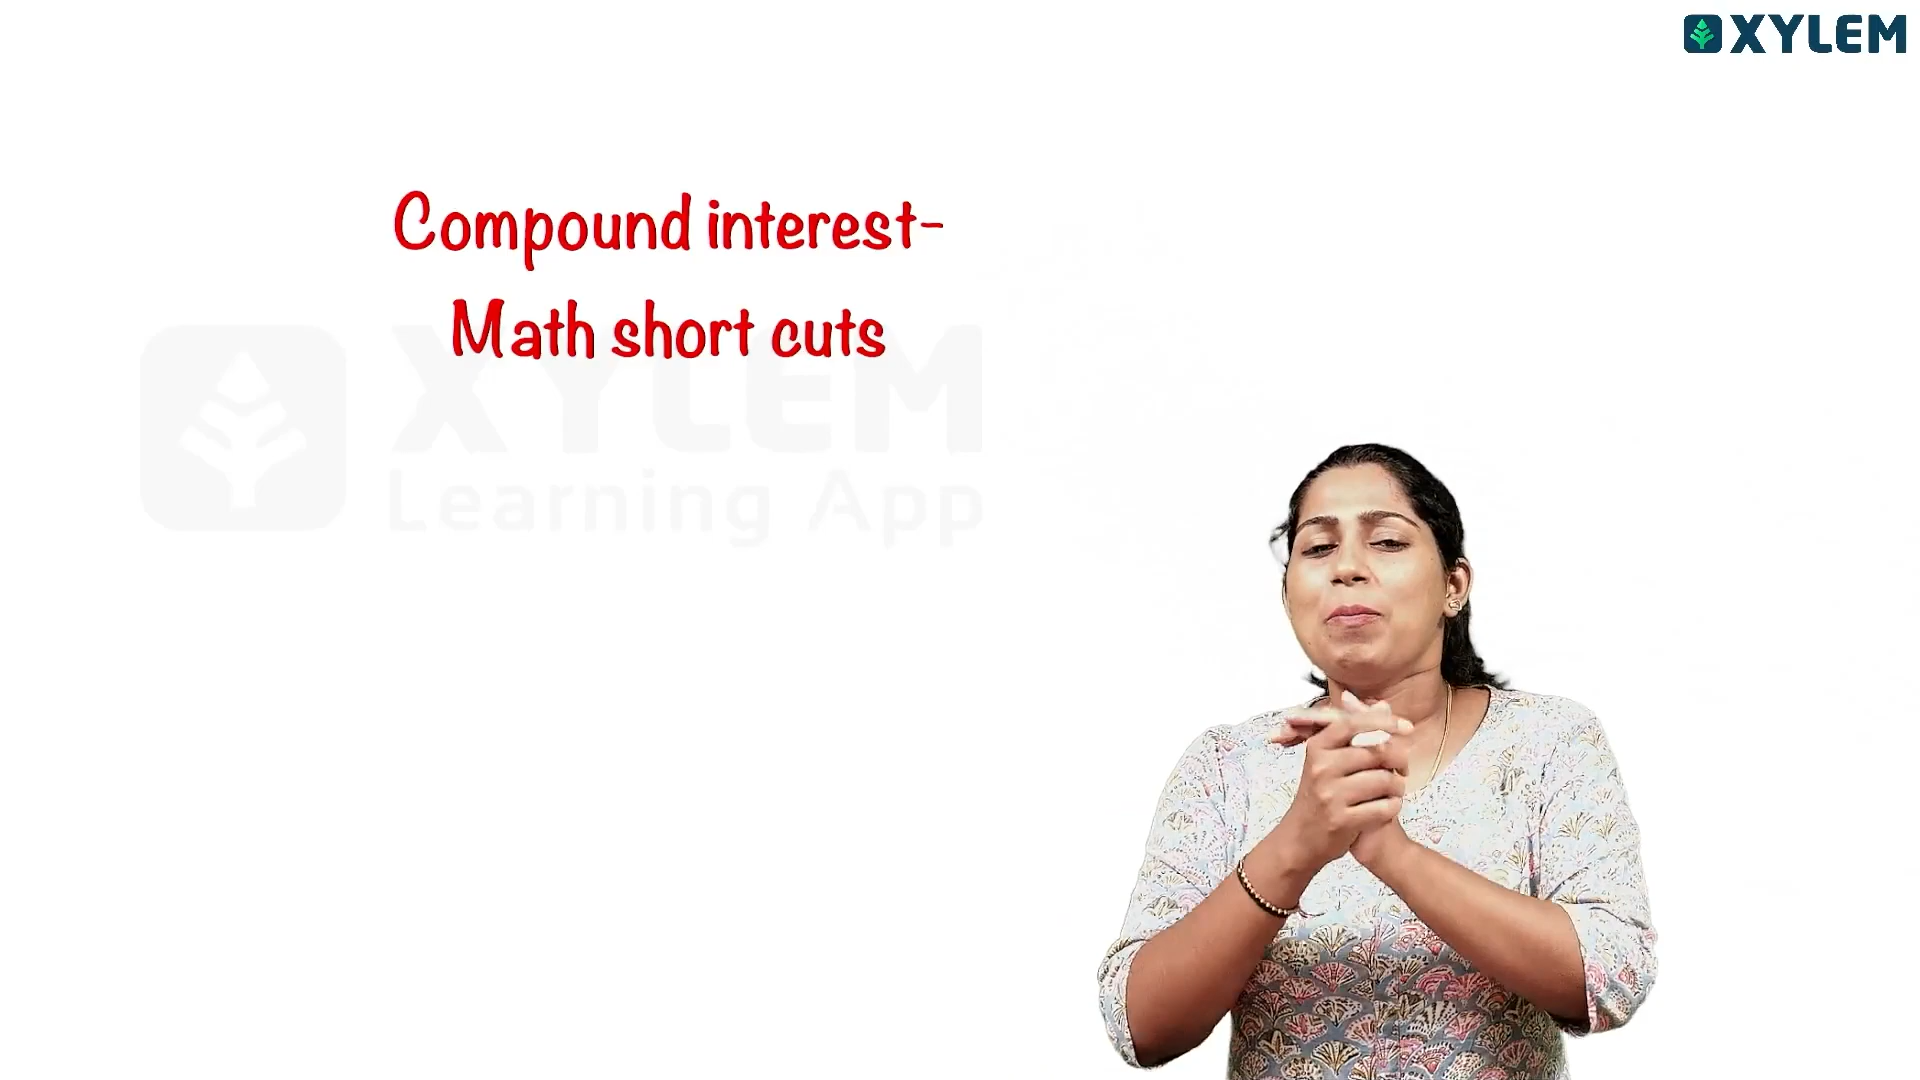 XYLEM
Compound interest-
Math short cuts
XYLEM
Learning App